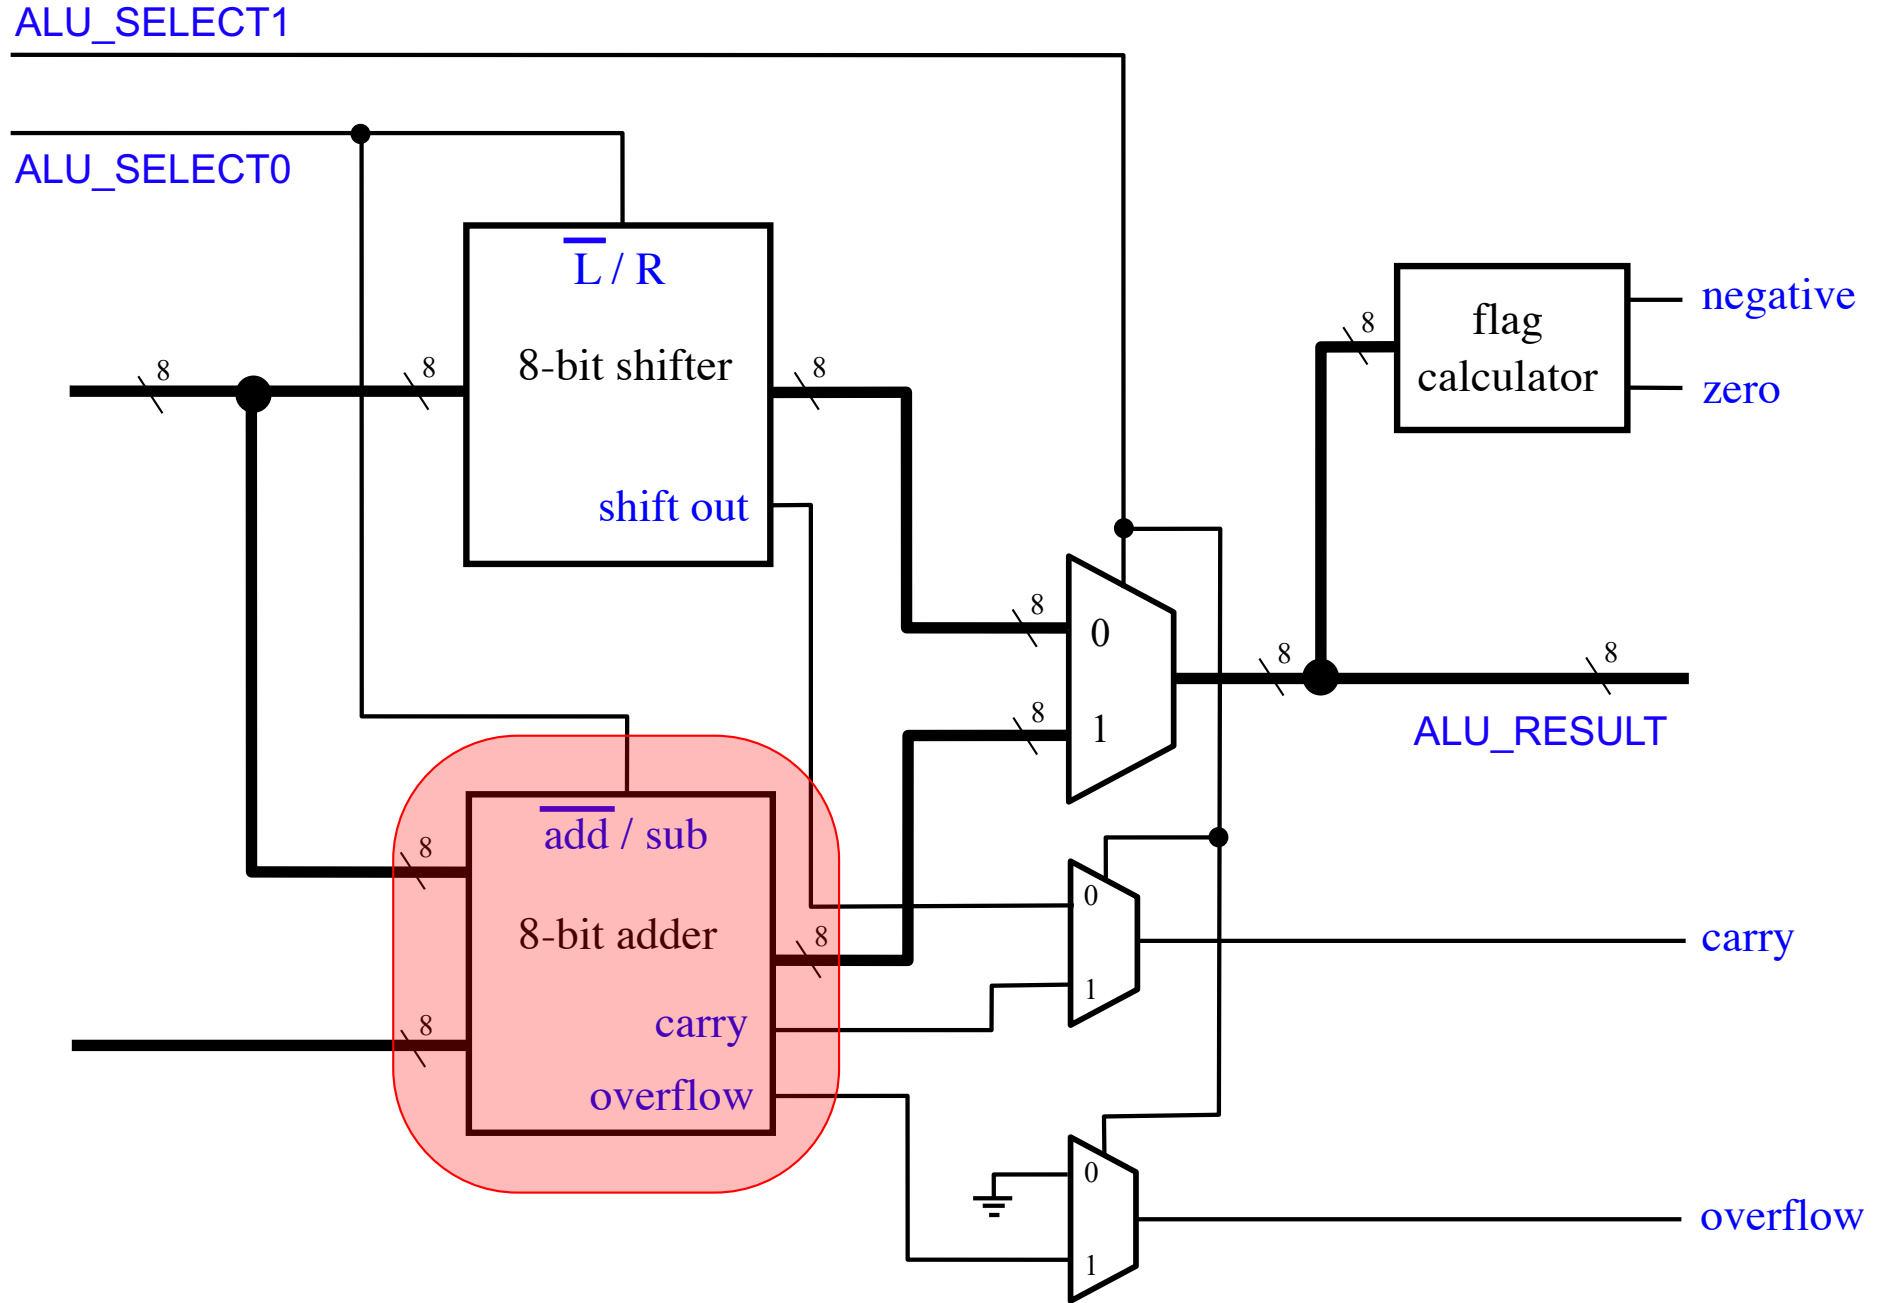 ALU_SELECT1
ALU_SELECT0
L / R
8-bit shifter
shift out
8
8
8
8
8
8
8
8
flag
calculator
negative
zero
0
1
ALU_RESULT
add / sub
8-bit adder
carry
overflow
8
8
8
0
1
carry
0
1
overflow